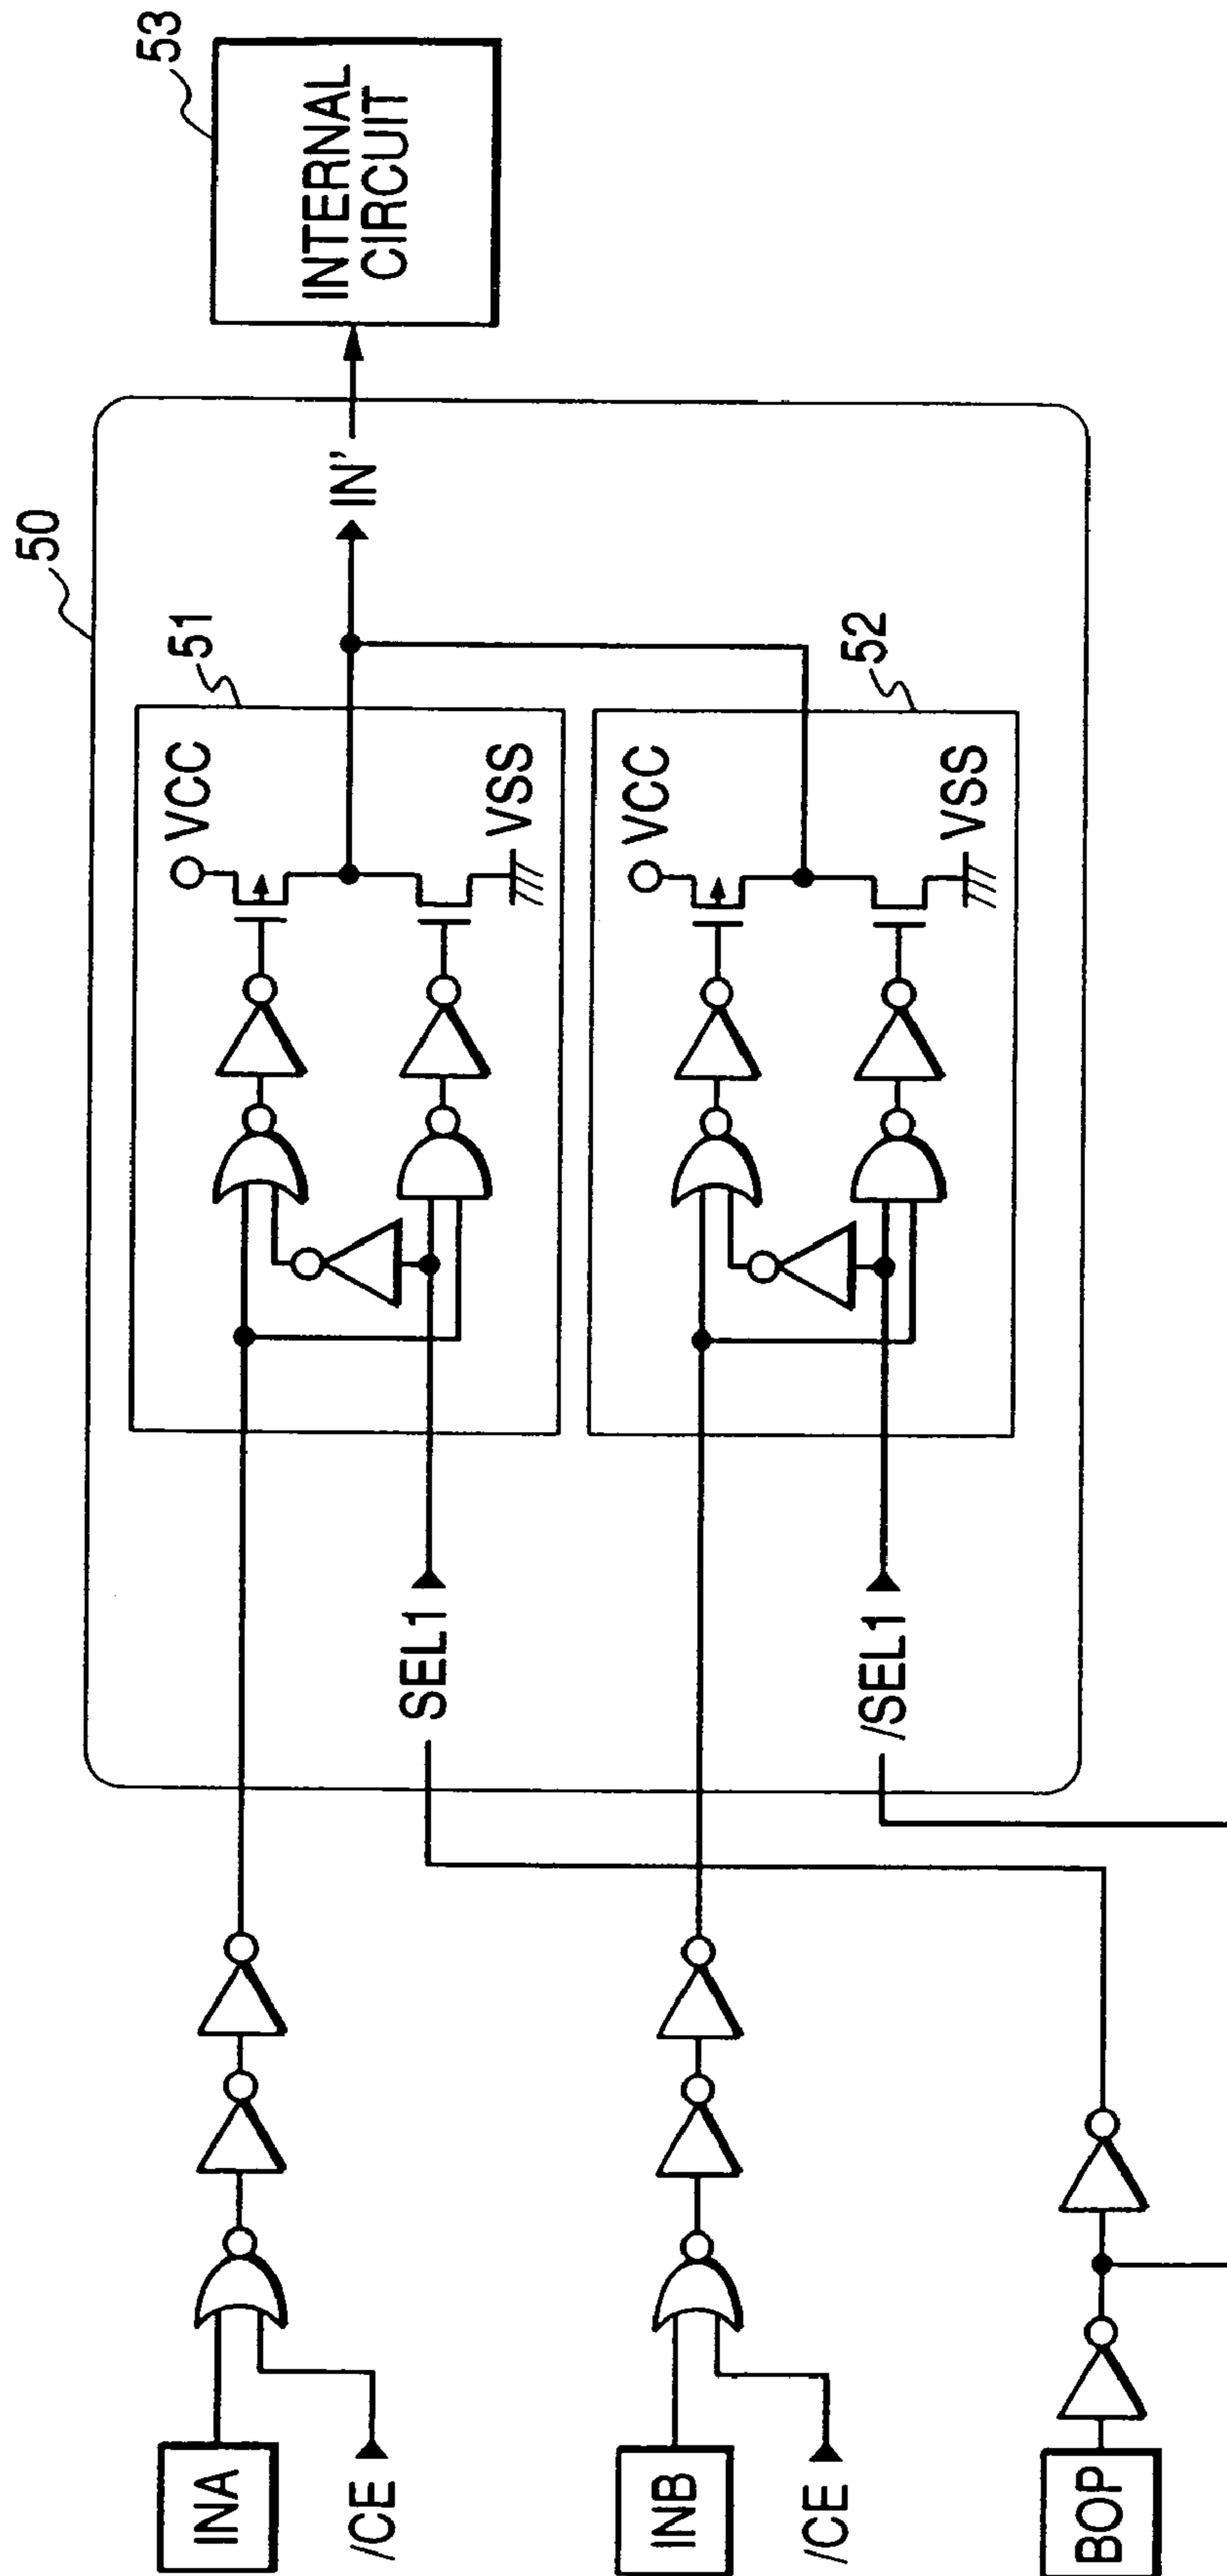 INA
/CE
INB
/CE
BOP
SEL1
/SEL1
50
51
VCC
VSS
52
VCC
VSS
IN'
53
INTERNAL
CIRCUIT